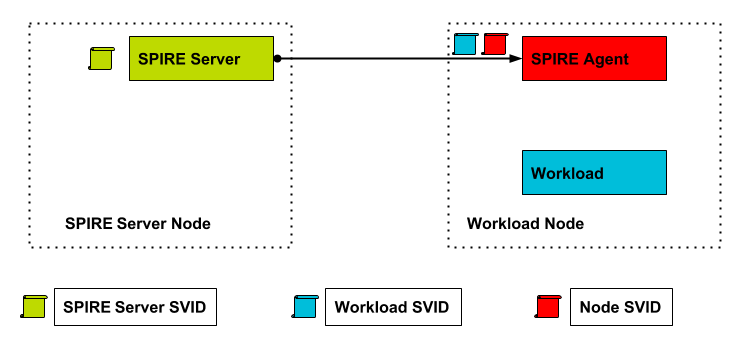 SPIRE Server
SPIRE Agent
Workload
SPIRE Server Node
Workload Node
SPIRE Server SVID
Workload SVID
Node SVID